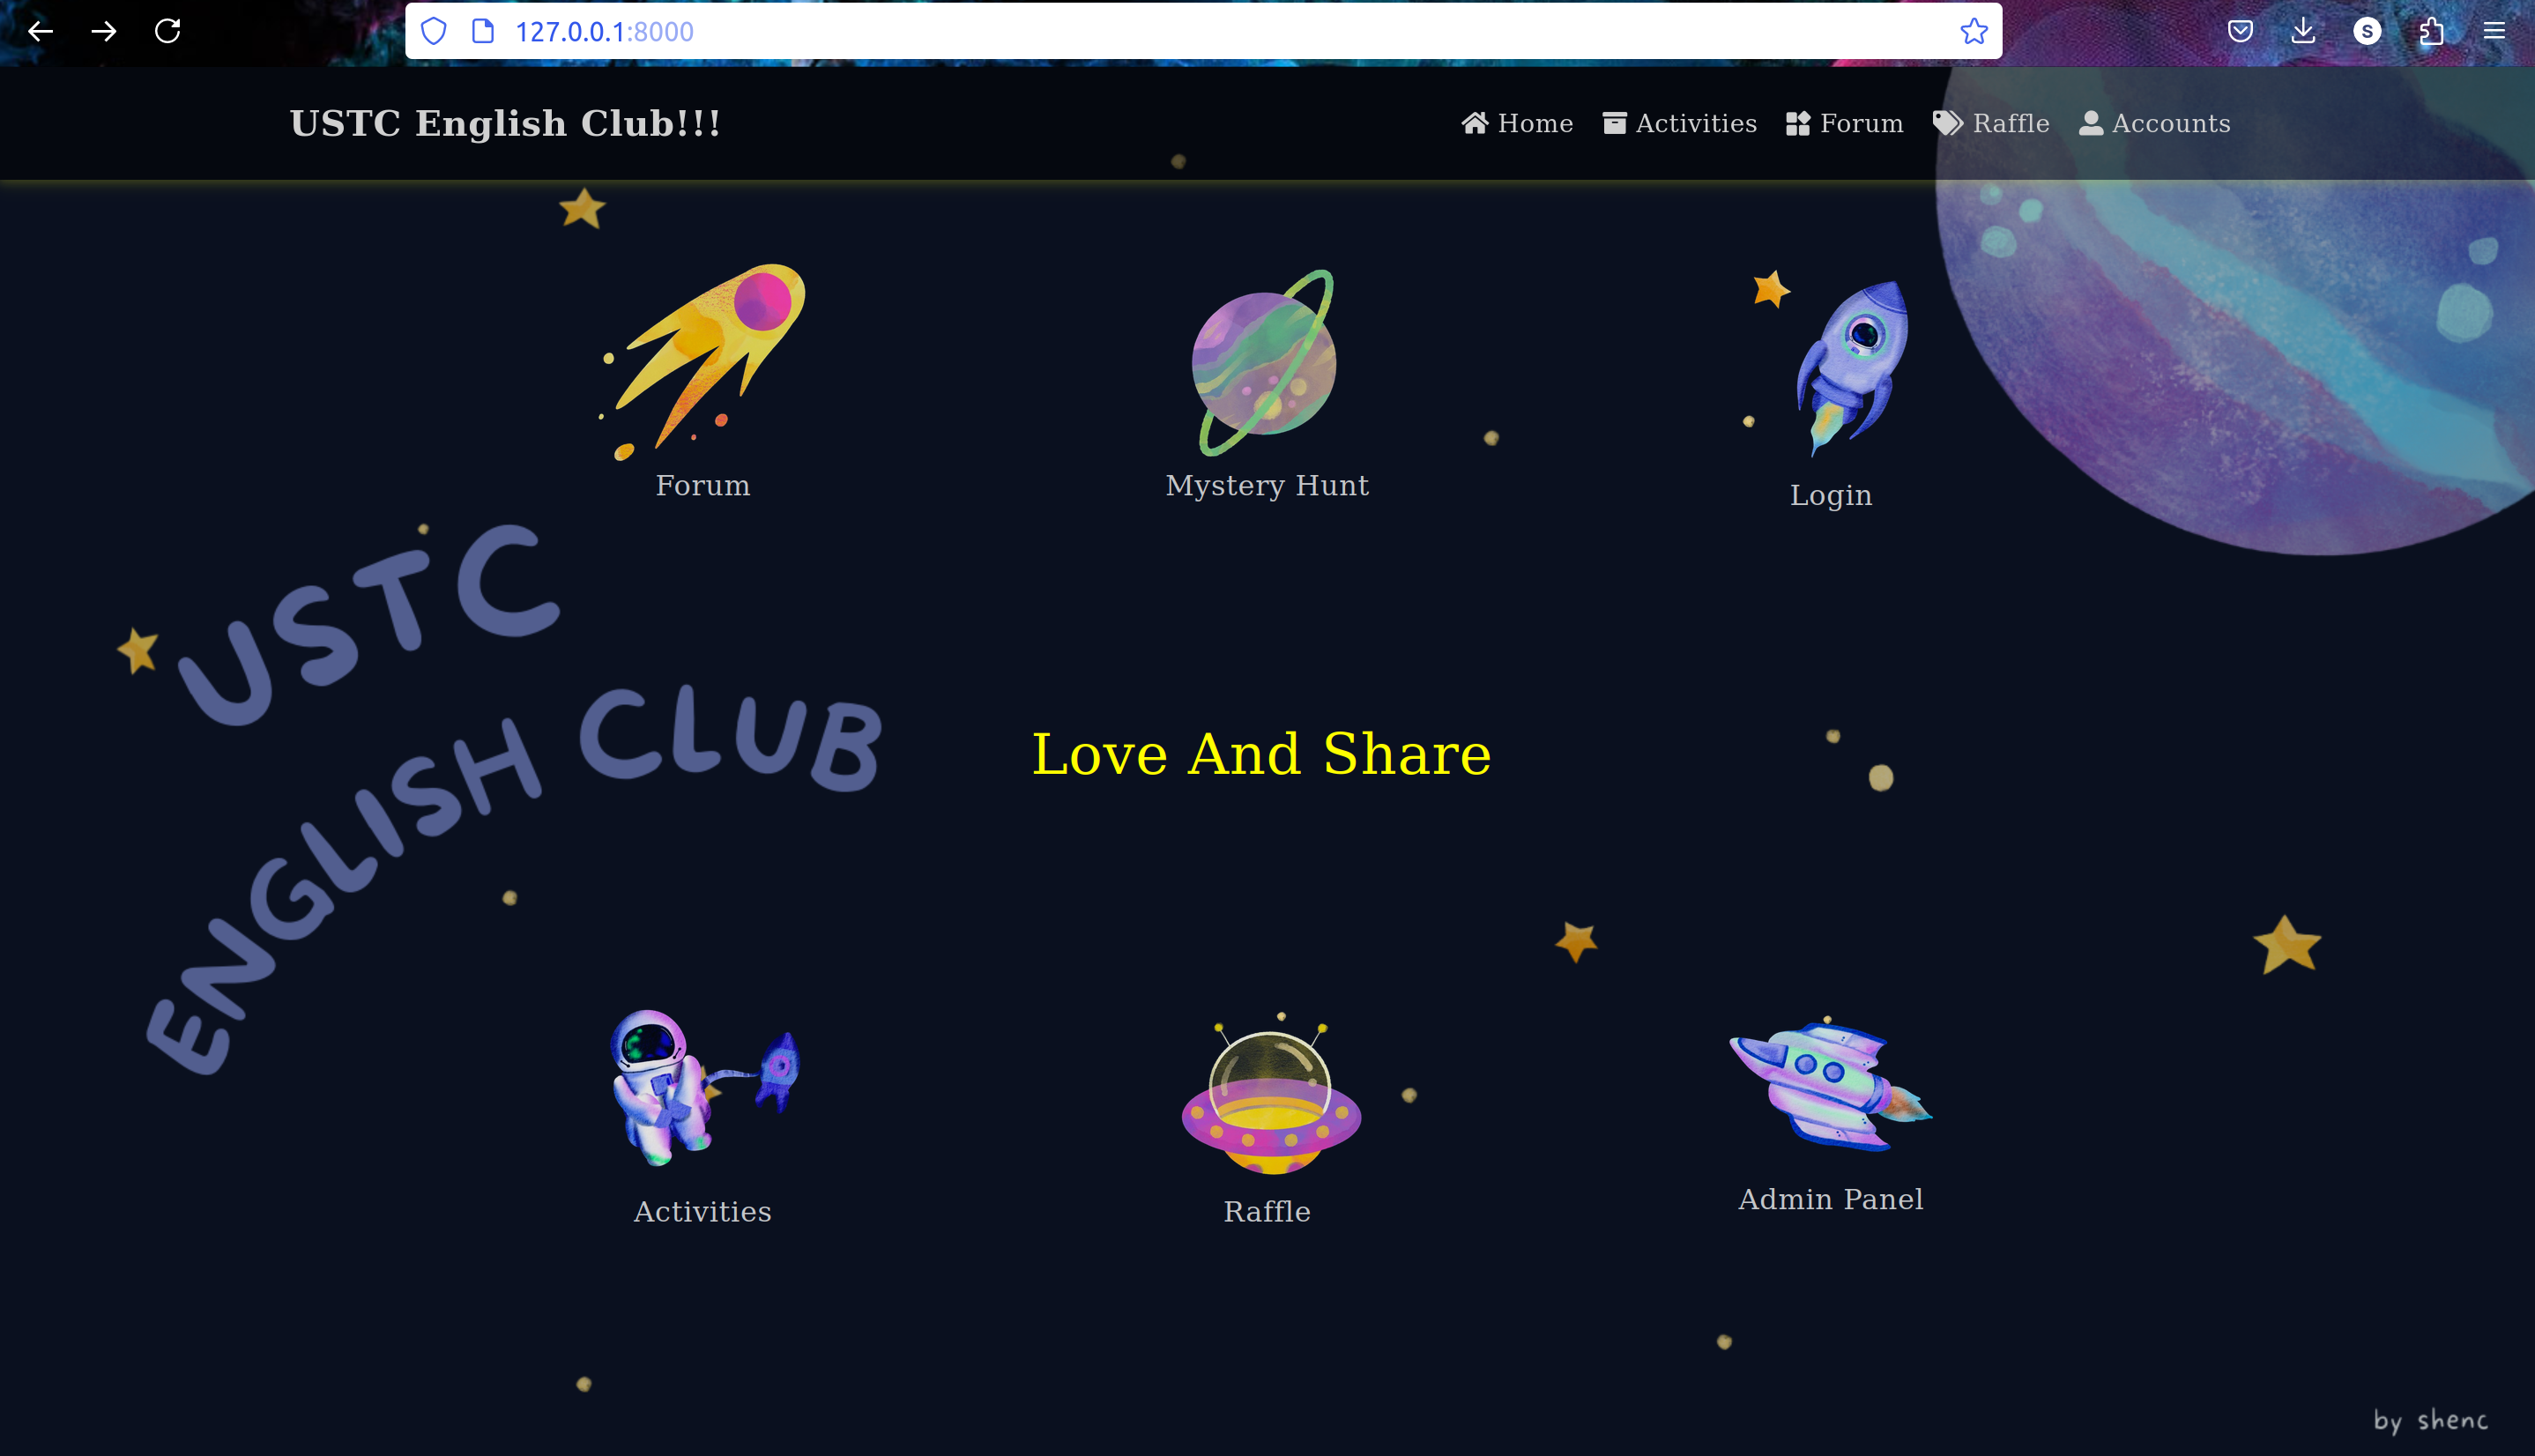 127.0.0.1:8000
S
USTC English Club!!!
Home Activities Forum Raffle Accounts
Forum
Mystery Hunt
Login
USTC
ENGLISH CLUB
Love And Share
Activities
Raffle
Admin Panel
by shenc